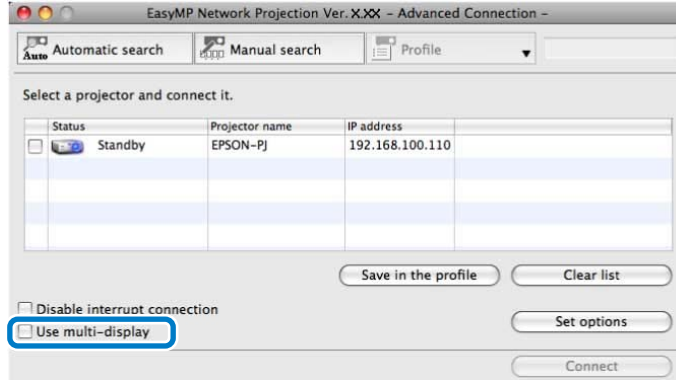 EasyMP Network Projection Ver. X.XX – Advanced Connection –
Auto Automatic search Manual search Profile
Select a projector and connect it.
Status Projector name IP address
Standby EPSON-PJ 192.168.100.110
Save in the profile Clear list
Disable interrupt connection
Set options
Use multi-display
Connect